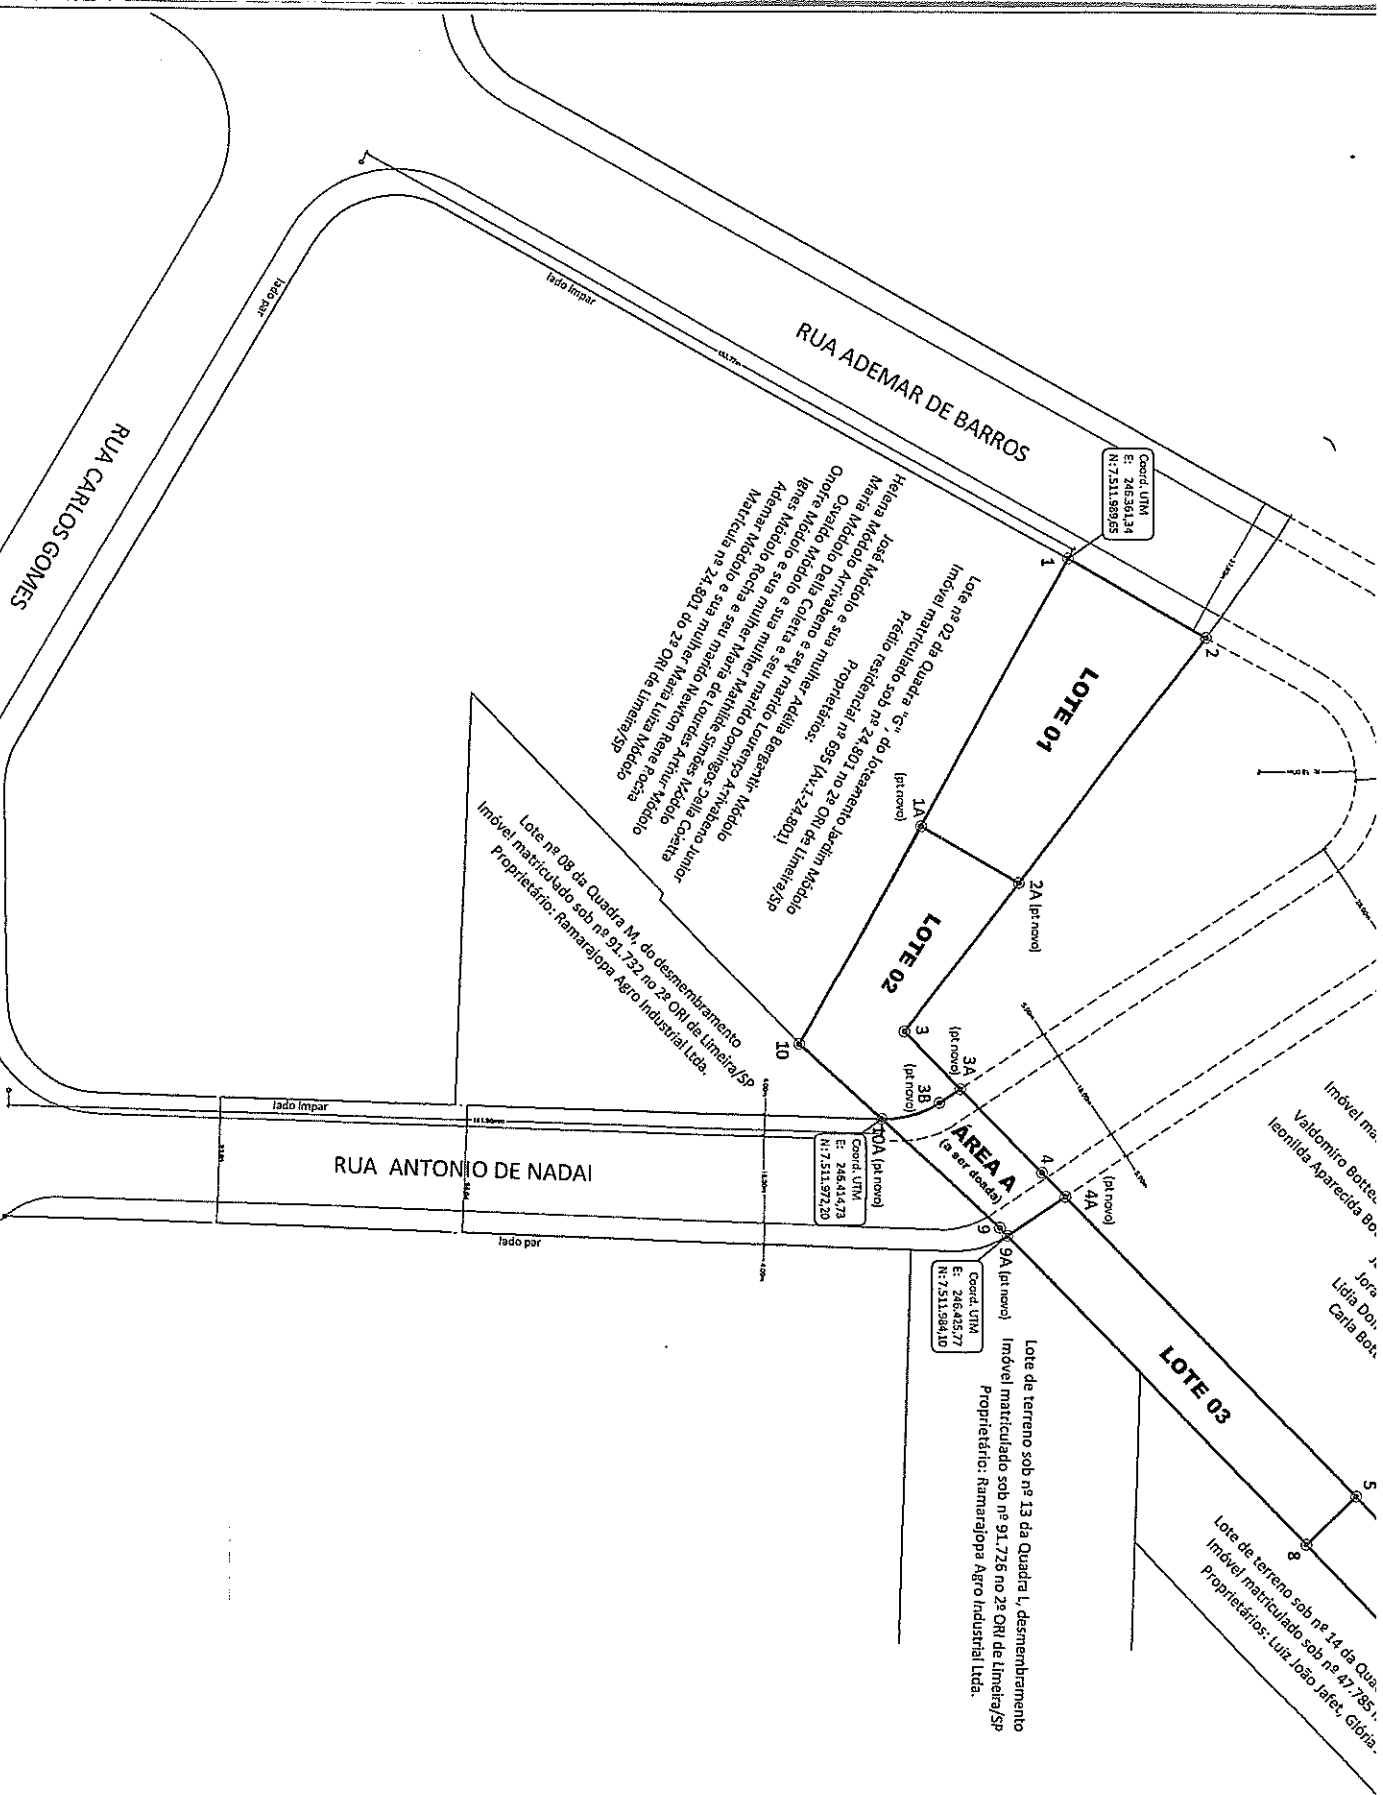 RUA ADEMAR DE BARROS
RUA CARLOS GOMES
RUA ANTONIO DE NADAI
lado ímpar
lado par
lado ímpar
lado par
Coord. UTM
E: 246.361,34
N: 7.511.989,65
1
2
LOTE 01
1A
(pt novo)
2A (pt novo)
LOTE 02
3
3A
(pt novo)
3B
(pt novo)
10
10A (pt novo)
Coord. UTM
E: 246.414,73
N: 7.511.972,20
ÁREA A
(a ser doada)
4
(pt novo)
4A
9
9A (pt novo)
Coord. UTM
E: 246.425,77
N: 7.511.984,10
LOTE 03
5
8
Lote nº 02 da Quadra "G", do loteamento Jardim Módolo
Imóvel matriculado sob nº 24.801 no 2º ORI de Limeira/SP
Prédio residencial nº 695 (Av.1-24.801)
Proprietários:
José Módolo e sua mulher Adália Bergantir Módolo
Helena Módolo Arrivabeno e seu marido Lourenço Arrivabeno Junior
Maria Módolo Della Coletta e seu marido Domingos Della Coletta
Osvaldo Módolo e sua mulher Mathilde Simões Módolo
Onofre Módolo e sua mulher Maria de Lourdes Arthur Módolo
Ignes Módolo Rocha e seu marido Newton Rene Rocha
Ademar Módolo e sua mulher Maria Luiza Módolo
Matrícula nº 24.801 do 2º ORI de Limeira/SP
Lote nº 08 da Quadra M, do desmembramento
Imóvel matriculado sob nº 91.732 no 2º ORI de Limeira/SP
Proprietário: Ramarajopa Agro Industrial Ltda.
Lote de terreno sob nº 13 da Quadra L, desmembramento
Imóvel matriculado sob nº 91.726 no 2º ORI de Limeira/SP
Proprietário: Ramarajopa Agro Industrial Ltda.
Lote de terreno sob nº 14 da
Imóvel matriculado sob nº 47.785
Proprietários: Luiz João Jafet, Glória
Imóvel
Valdomiro
leonilda Aparecida
Lidia
Carla